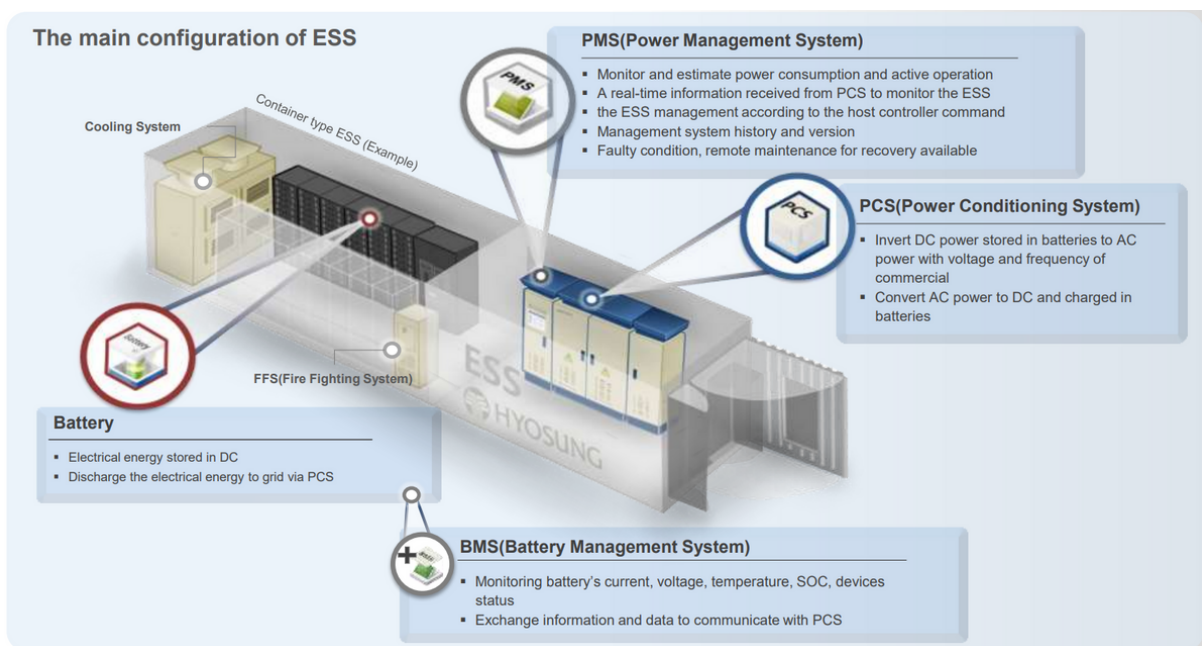 The main configuration of ESS
PMS(Power Management System)
▪ Monitor and estimate power consumption and active operation
▪ A real-time information received from PCS to monitor the ESS
▪ the ESS management according to the host controller command
▪ Management system history and version
▪ Faulty condition, remote maintenance for recovery available
PMS
Container type ESS (Example)
Cooling System
PCS
PCS(Power Conditioning System)
▪ Invert DC power stored in batteries to AC
power with voltage and frequency of
commercial
▪ Convert AC power to DC and charged in
batteries
Battery
FFS(Fire Fighting System)
ESS
HYOSUNG
Battery
▪ Electrical energy stored in DC
▪ Discharge the electrical energy to grid via PCS
+
BMS
BMS(Battery Management System)
▪ Monitoring battery's current, voltage, temperature, SOC, devices
status
▪ Exchange information and data to communicate with PCS